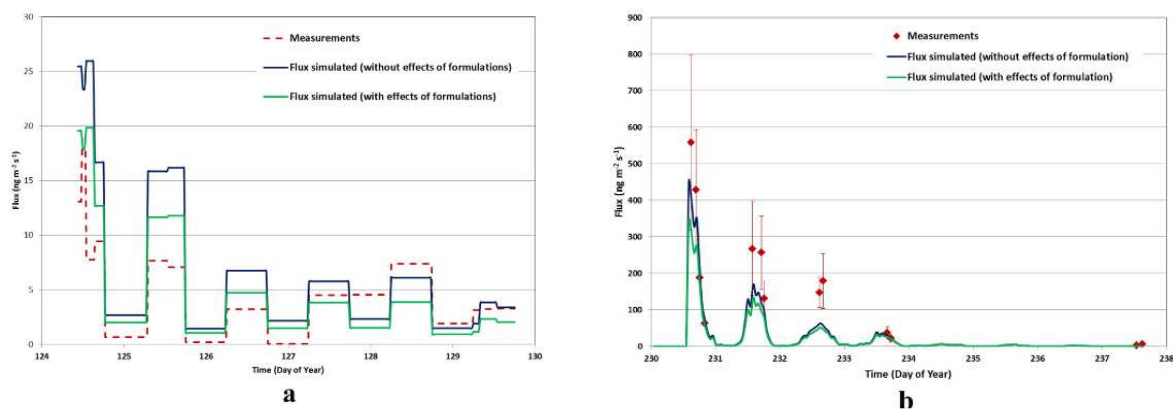 a
30
25
20
15
10
5
0
Flux (ng m⁻² s⁻¹)
Measurements
Flux simulated (without effects of formulations)
Flux simulated (with effects of formulations)
124 125 126 127 128 129 130
Time (Day of Year)
a
b
900
800
700
600
500
400
300
200
100
0
Flux (ng m⁻² s⁻¹)
Measurements
Flux simulated (without effects of formulation)
Flux simulated (with effects of formulation)
230 231 232 233 234 235 236 237 238
Time (Day of Year)
b